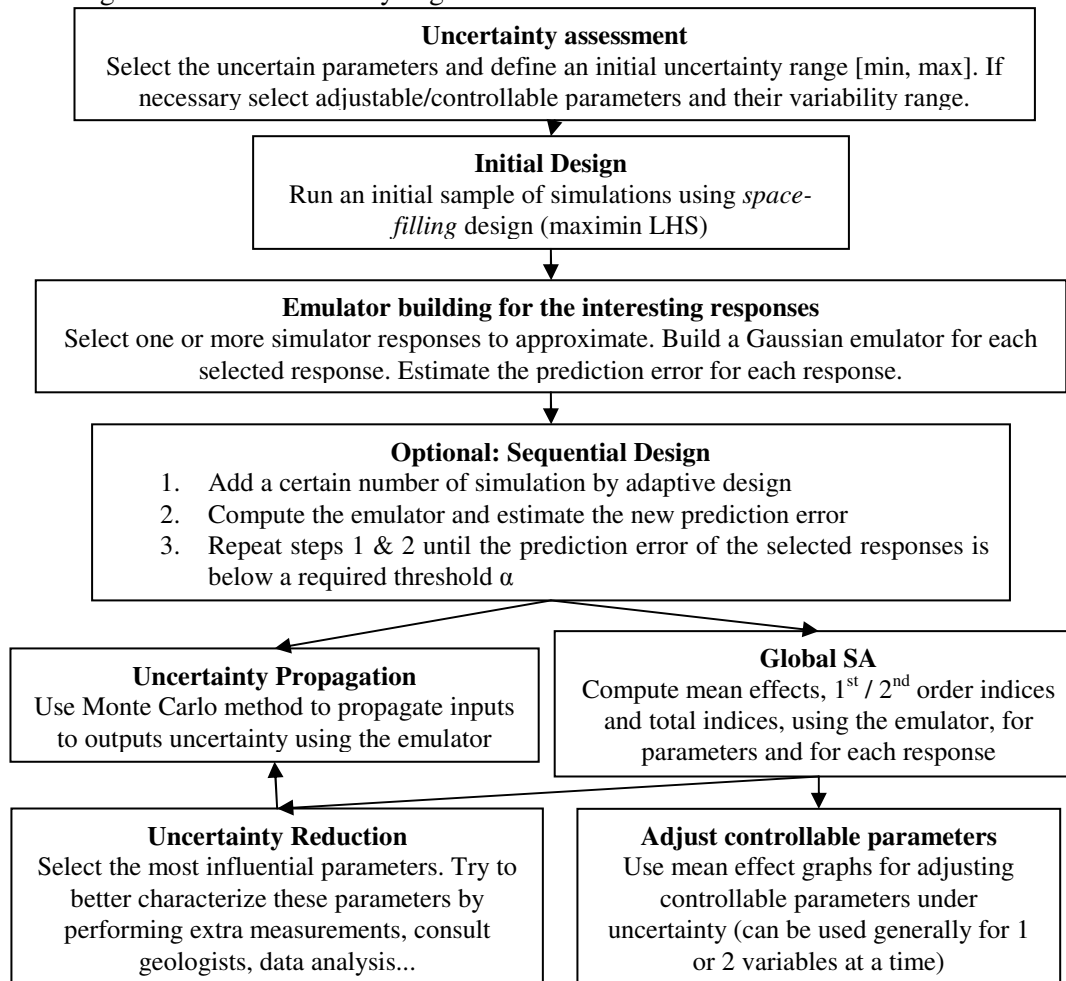 Uncertainty assessment
Select the uncertain parameters and define an initial uncertainty range [min, max]. If
necessary select adjustable/controllable parameters and their variability range.
Initial Design
Run an initial sample of simulations using space-
filling design (maximin LHS)
Emulator building for the interesting responses
Select one or more simulator responses to approximate. Build a Gaussian emulator for each
selected response. Estimate the prediction error for each response.
Optional: Sequential Design
1. Add a certain number of simulation by adaptive design
2. Compute the emulator and estimate the new prediction error
3. Repeat steps 1 & 2 until the prediction error of the selected responses is
below a required threshold α
Uncertainty Propagation
Use Monte Carlo method to propagate inputs
to outputs uncertainty using the emulator
Global SA
Compute mean effects, 1st / 2nd order indices
and total indices, using the emulator, for
parameters and for each response
Uncertainty Reduction
Select the most influential parameters. Try to
better characterize these parameters by
performing extra measurements, consult
geologists, data analysis...
Adjust controllable parameters
Use mean effect graphs for adjusting
controllable parameters under
uncertainty (can be used generally for 1
or 2 variables at a time)